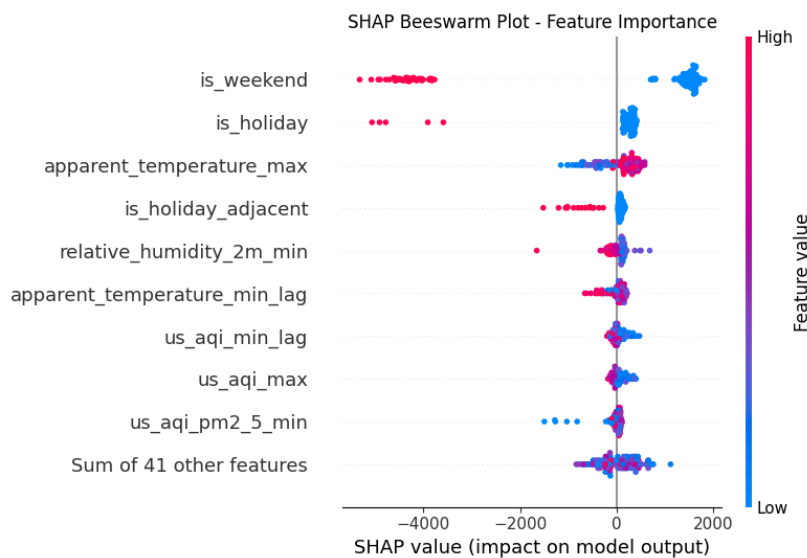 SHAP Beeswarm Plot - Feature Importance
High
is_weekend
is_holiday
apparent_temperature_max
is_holiday_adjacent
relative_humidity_2m_min
apparent_temperature_min_lag
us_aqi_min_lag
us_aqi_max
us_aqi_pm2_5_min
Sum of 41 other features
Feature value
Low
−4000 −2000 0 2000
SHAP value (impact on model output)